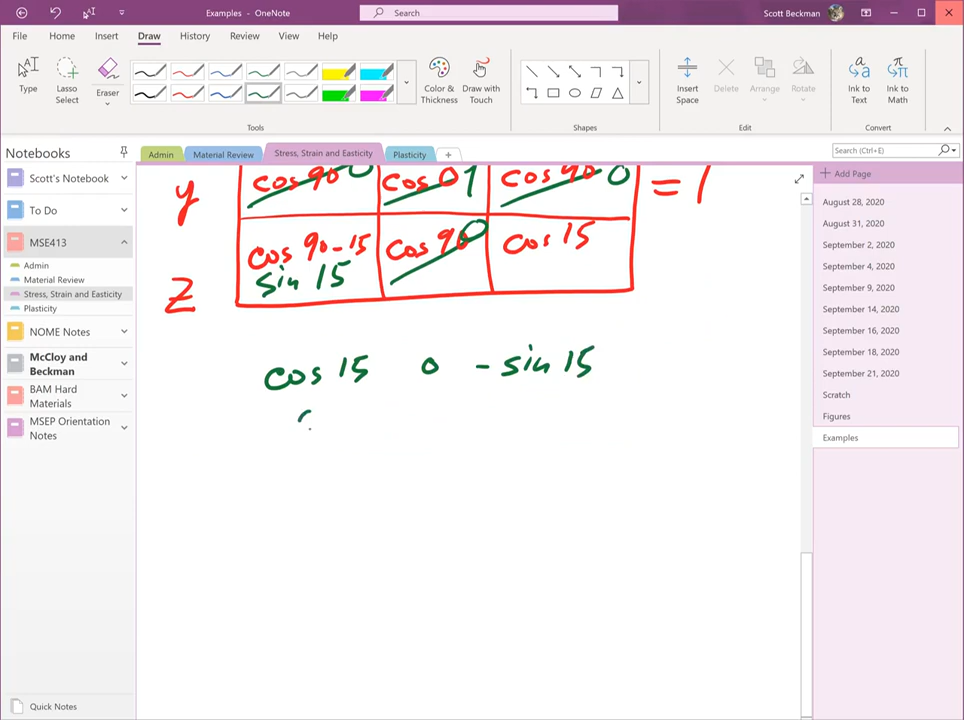 Examples - OneNote
Search
Scott Beckman
File Home Insert Draw History Review View Help
Type
Lasso Select
Eraser
Color & Thickness
Draw with Touch
Insert Space
Delete
Arrange
Rotate
Ink to Text
Ink to Math
Tools
Shapes
Edit
Convert
Notebooks
Admin
Material Review
Stress, Strain and Easticity
Plasticity
Search (Ctrl+E)
Scott's Notebook
To Do
MSE413
Admin
Material Review
Stress, Strain and Easticity
Plasticity
NOME Notes
McCloy and Beckman
BAM Hard Materials
MSEP Orientation Notes
Quick Notes
y cos 90 0 cos 0 1 cos 90 0 = 1
z cos 90-15 cos 90 0 cos 15
sin 15
cos 15 0 - sin 15
Add Page
August 28, 2020
August 31, 2020
September 2, 2020
September 4, 2020
September 9, 2020
September 14, 2020
September 16, 2020
September 18, 2020
September 21, 2020
Scratch
Figures
Examples